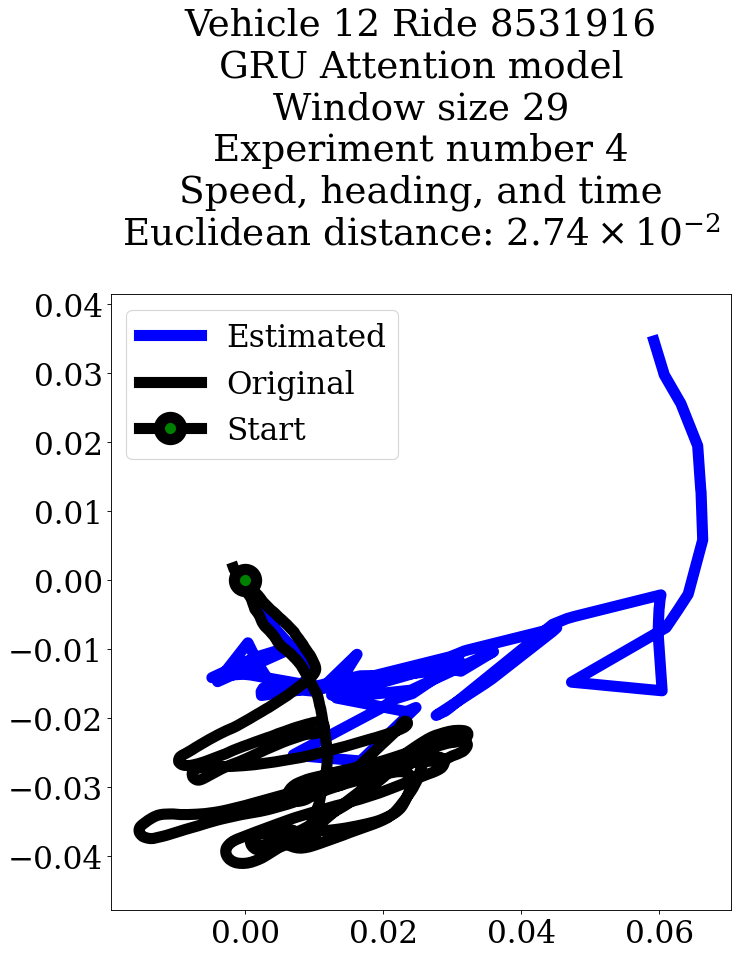 Vehicle 12 Ride 8531916
GRU Attention model
Window size 29
Experiment number 4
Speed, heading, and time
Euclidean distance: 2.74 × 10⁻²
0.04
0.03
0.02
0.01
0.00
−0.01
−0.02
−0.03
−0.04
Estimated
Original
Start
0.00 0.02 0.04 0.06